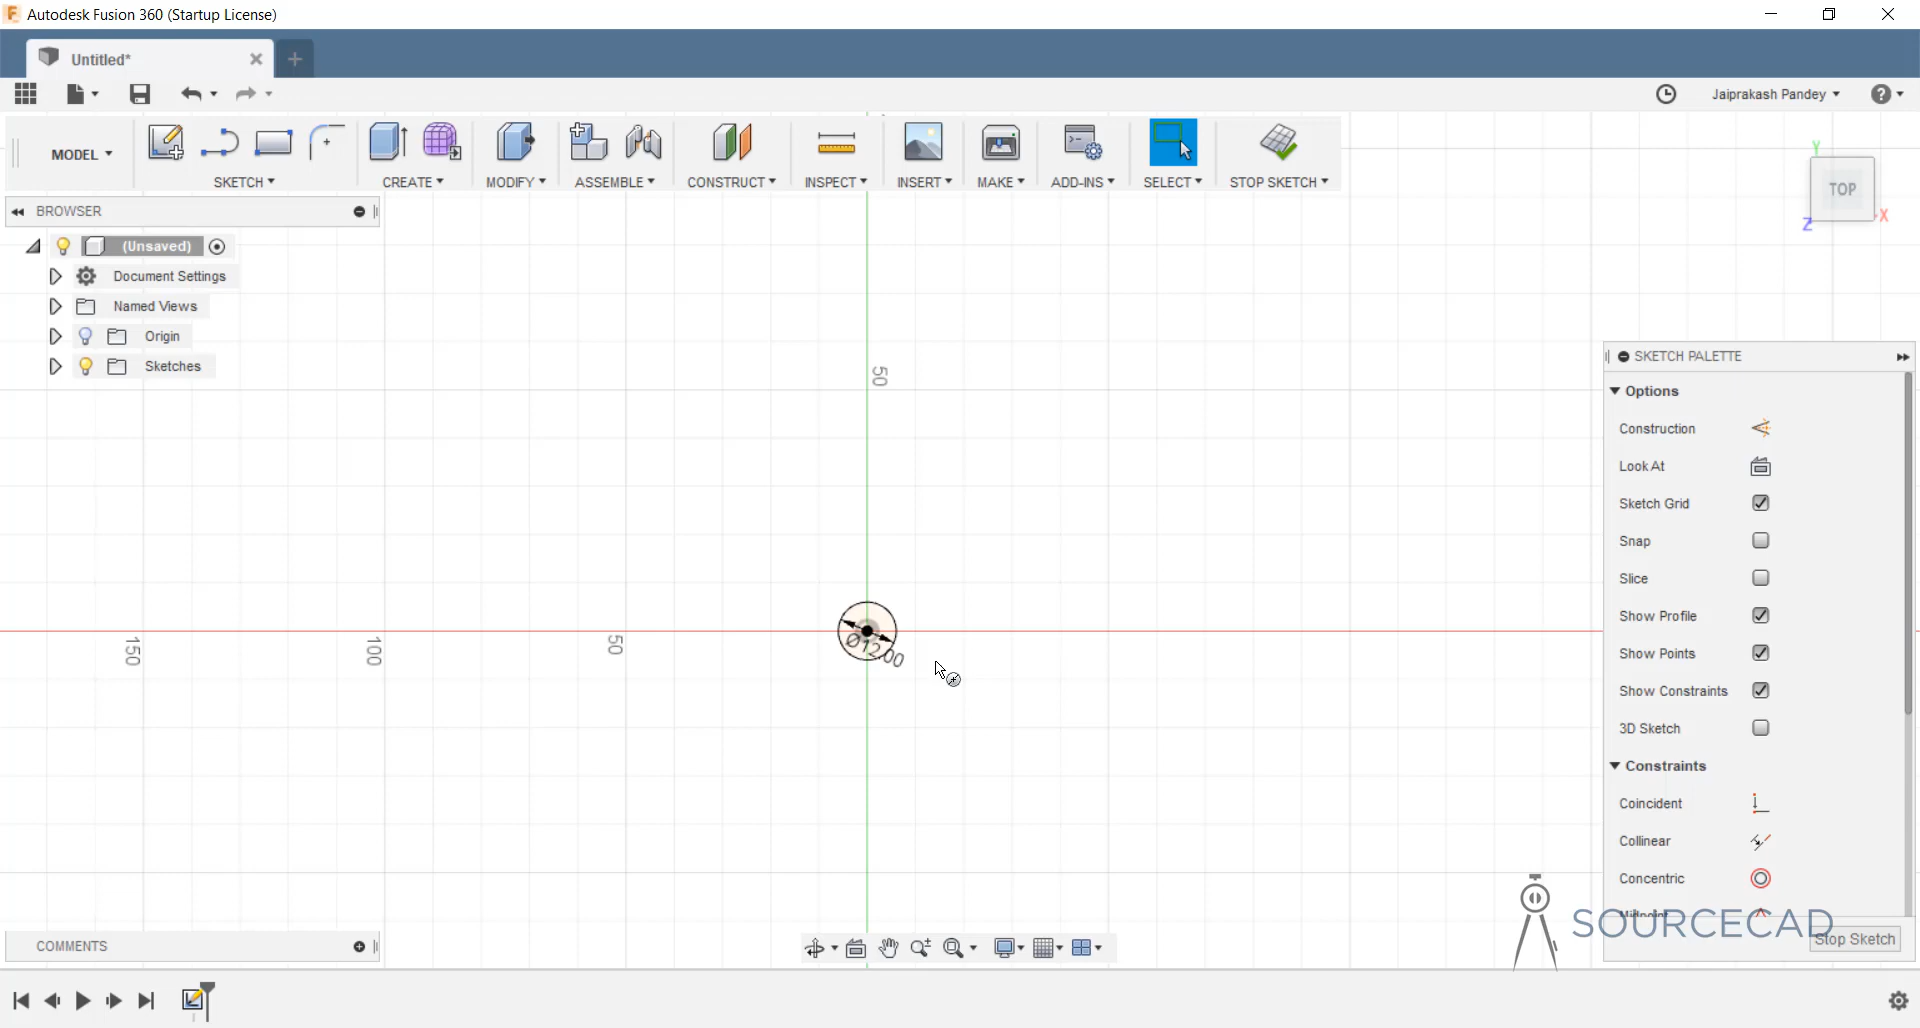 Autodesk Fusion 360 (Startup License)
Untitled*
Jaiprakash Pandey
MODEL
SKETCH
CREATE
MODIFY
ASSEMBLE
CONSTRUCT
INSPECT
INSERT
MAKE
ADD-INS
SELECT
STOP SKETCH
Y
TOP
X
Z
BROWSER
(Unsaved)
Document Settings
Named Views
Origin
Sketches
50
150
100
50
Ø12.00
SKETCH PALETTE
Options
Construction
Look At
Sketch Grid
Snap
Slice
Show Profile
Show Points
Show Constraints
3D Sketch
Constraints
Coincident
Collinear
Concentric
Midpoint
SOURCECAD
Stop Sketch
COMMENTS